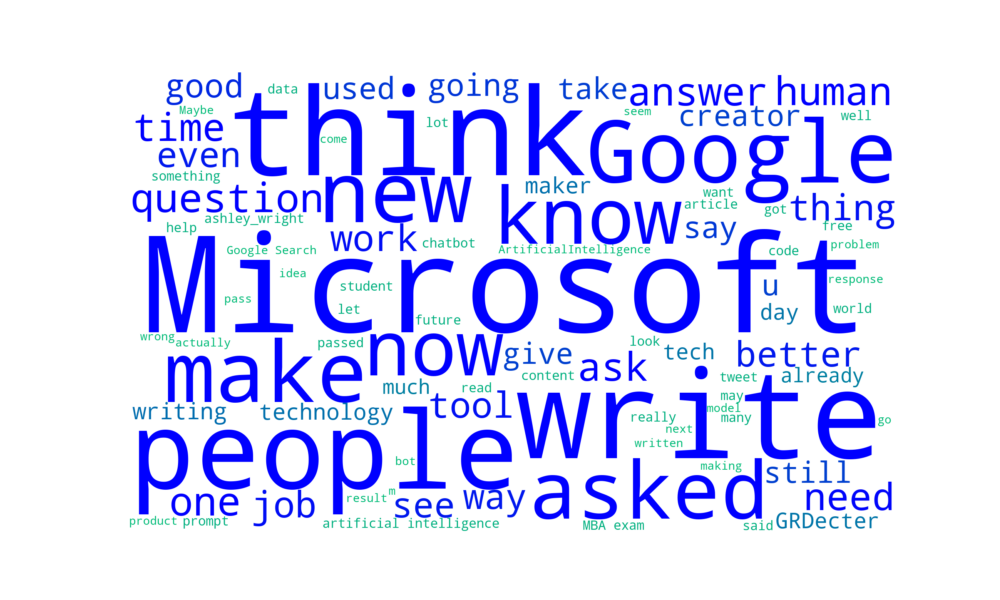 good data used going take answer human
Maybe think lot seem creator well
time come Google
even
something new maker know want thing
question article got
help ashley_wright work chatbot say free
Google Search ArtificialIntelligence code problem
Microsoft
idea student u response
pass let day world
future
wrong actually passed now look tech better
make give ask
content tweet already
much read may
writing technology tool write model many go
people really next
written
bot asked making still
one job result m see way need
product prompt artificial intelligence MBA exam said GRDecter